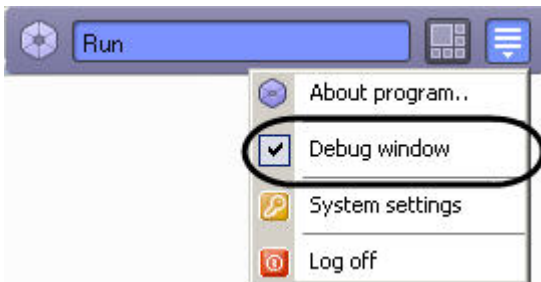 Run
About program..
Debug window
System settings
Log off